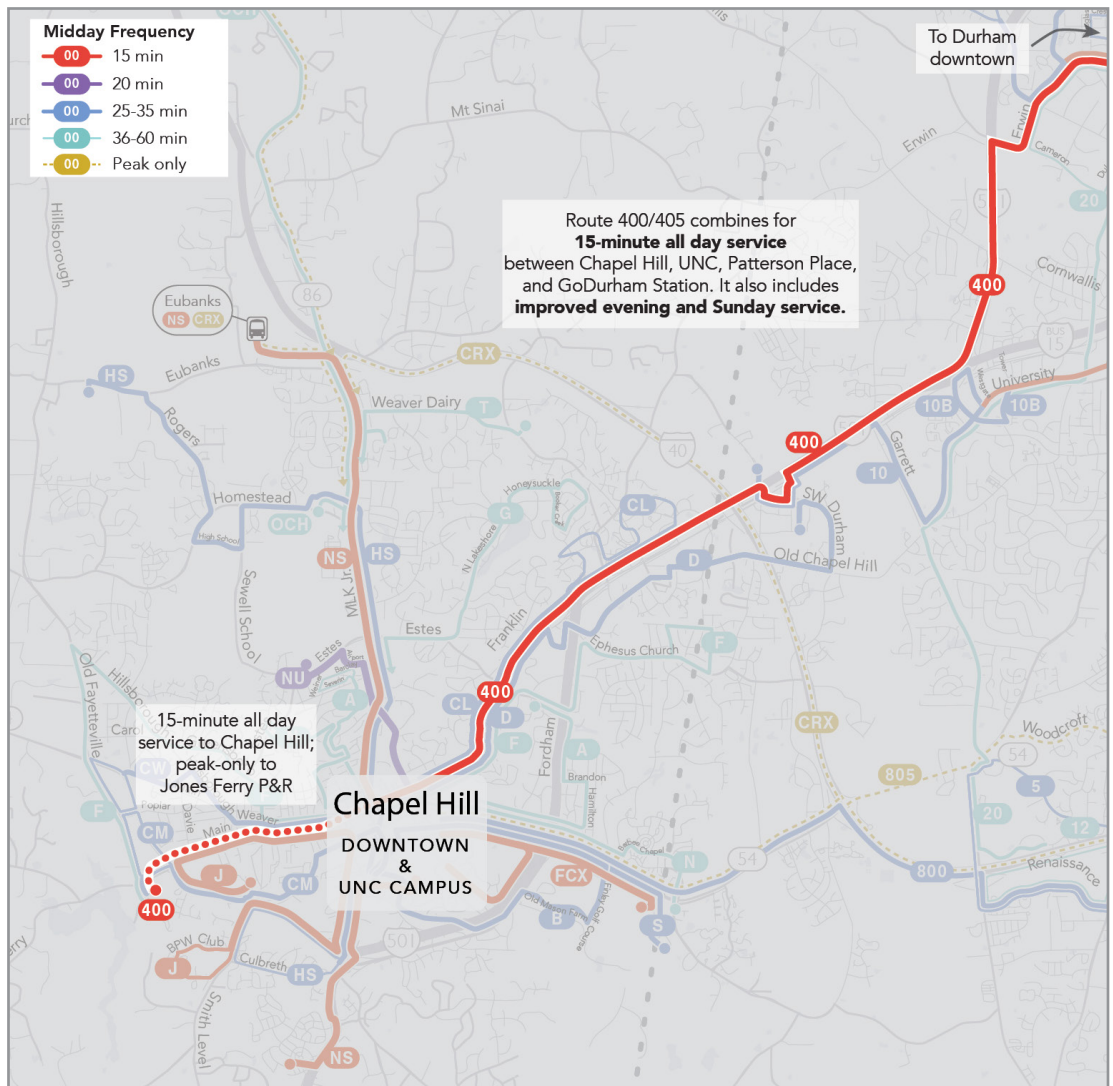 Midday Frequency
00 15 min
00 20 min
00 25-35 min
00 36-60 min
00 Peak only
To Durham
downtown
Mt Sinai
Erwin
Erwin
Cameron
20
501
Hillsborough
Route 400/405 combines for
15-minute all day service
between Chapel Hill, UNC, Patterson Place,
and GoDurham Station. It also includes
improved evening and Sunday service.
Cornwallis
400
86
Eubanks
NS CRX
BUS
15
CRX
Eubanks
HS
University
Weaver Dairy
T
10B
10B
Rogers
40
400
Garrett
10
Homestead
Honeysuckle
OCH
G
CL
SW Durham
High School
N Lakeshore
NS
HS
D
Old Chapel Hill
MLK Jr.
Sewell School
Estes
Franklin
Ephesus Church
F
Estes
NU
Old Fayetteville
A
CL
400
D
F
Fordham
A
CRX
Woodcroft
54
15-minute all day
service to Chapel Hill;
peak-only to
Jones Ferry P&R
805
Brandon
Hamilton
5
F
Poplar
Davie
CM
Main
Chapel Hill
DOWNTOWN
&
UNC CAMPUS
20
12
N
54
800
Renaissance
J
CM
FCX
400
Old Mason Farm
B
Finley Golf Course
S
501
BPW Club
J
Culbreth
HS
Smith Level
NS